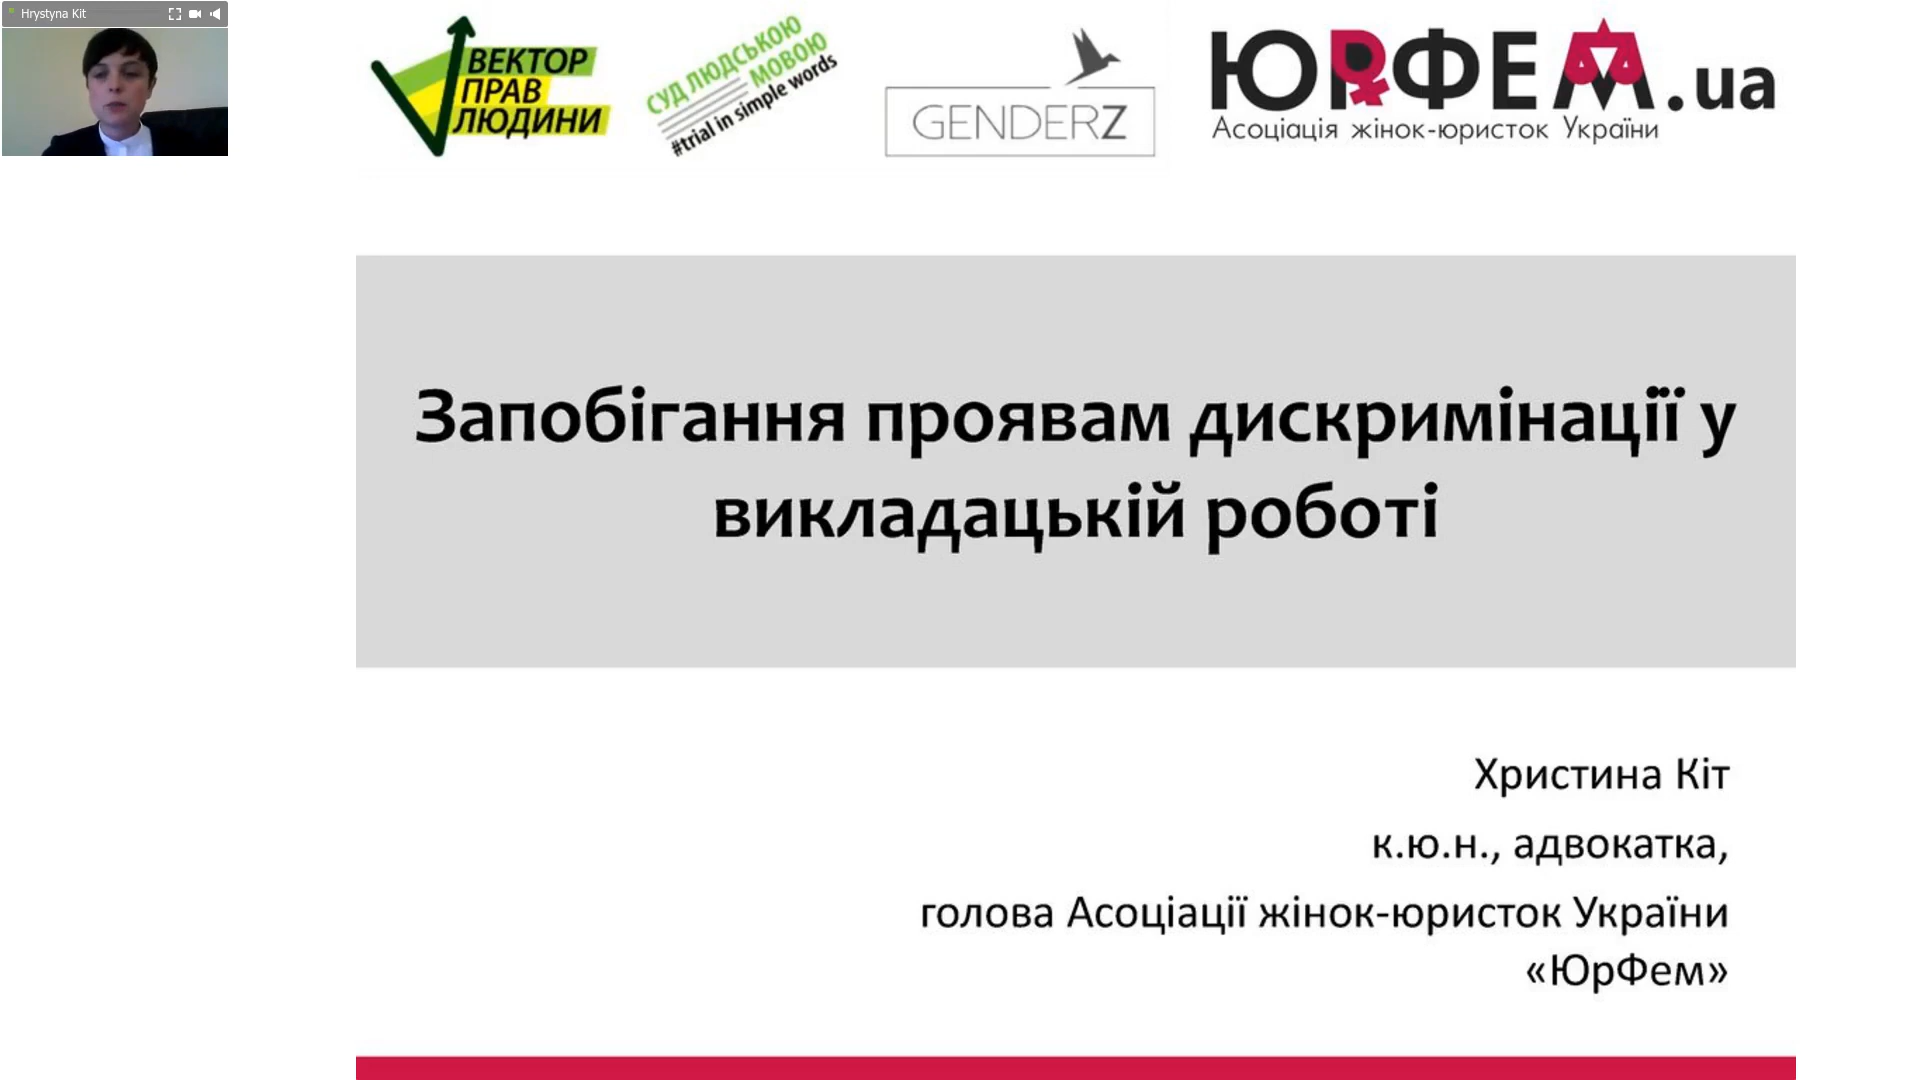 Hrystyna Kit
ВЕКТОР
ПРАВ
ЛЮДИНИ
СУД ЛЮДСЬКОЮ
МОВОЮ
#trial in simple words
GENDERZ
ЮРФЕМ.ua
Асоціація жінок-юристок України
Запобігання проявам дискримінації у
викладацькій роботі
Христина Кіт
к.ю.н., адвокатка,
голова Асоціації жінок-юристок України
«ЮрФем»